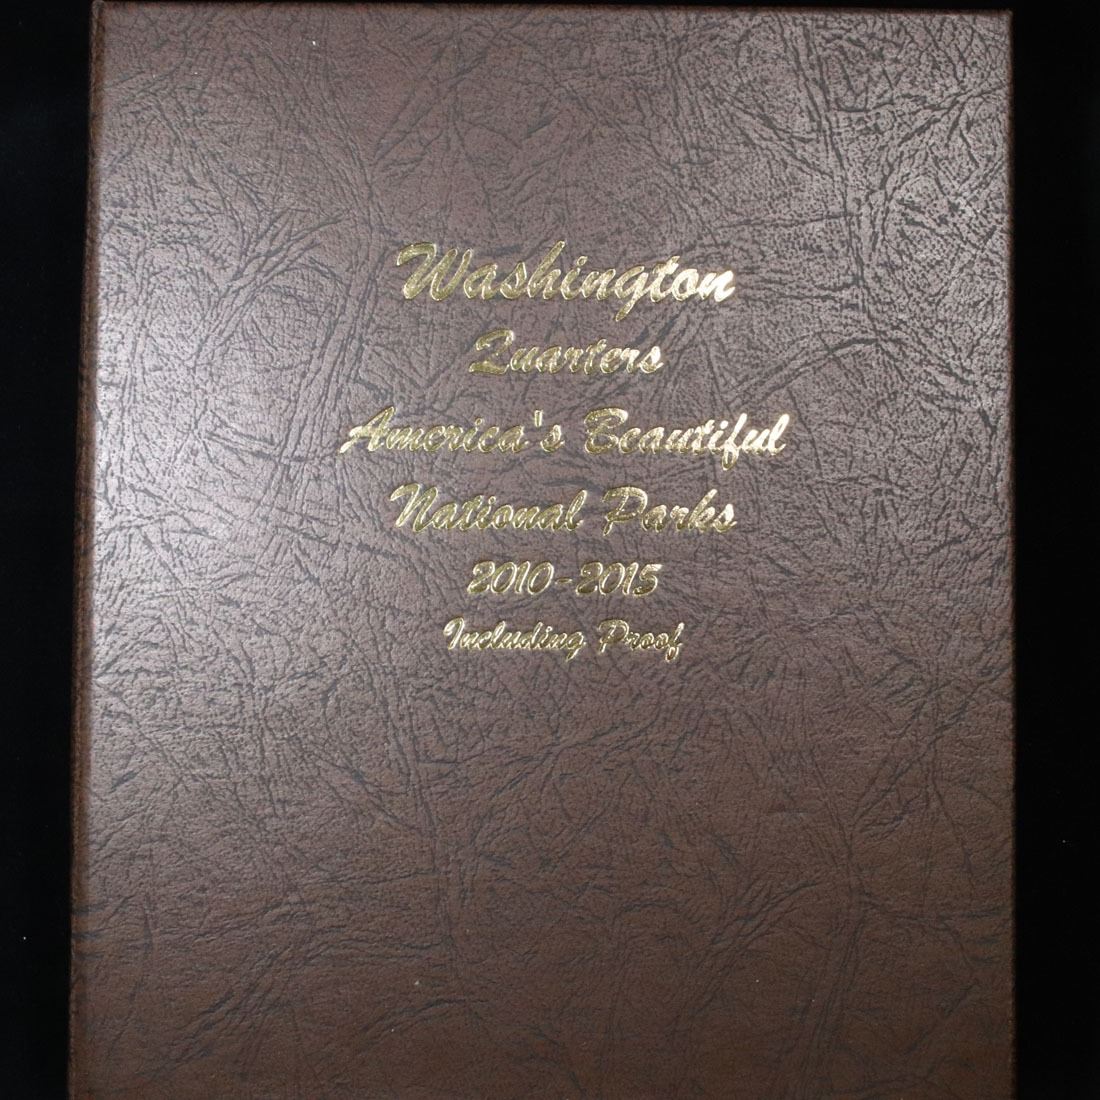 Washington
Quarters
America's Beautiful
National Parks
2010-2015
Including Proof